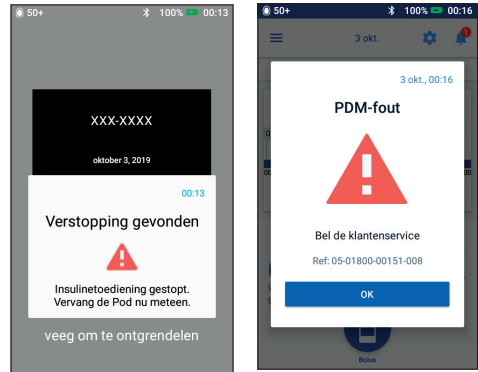 50+ 100% 00:13
XXX-XXXX
oktober 3, 2019
00:13
Verstopping gevonden
Insulinetoediening gestopt.
Vervang de Pod nu meteen.
veeg om te ontgrendelen
50+ 100% 00:16
3 okt. 1
3 okt., 00:16
PDM-fout
Bel de klantenservice
Ref: 05-01800-00151-008
OK
Bolus